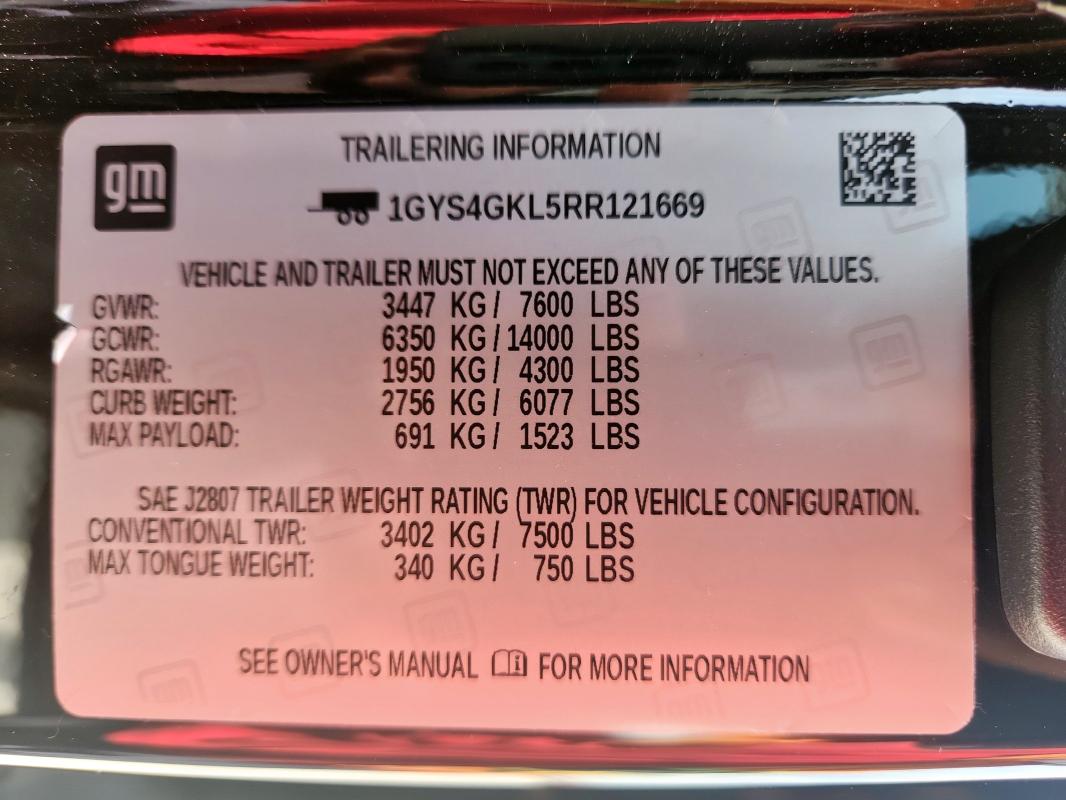 gm
TRAILERING INFORMATION
1GYS4GKL5RR121669
VEHICLE AND TRAILER MUST NOT EXCEED ANY OF THESE VALUES.
GVWR: 3447 KG/ 7600 LBS
GCWR: 6350 KG/14000 LBS
RGAWR: 1950 KG/ 4300 LBS
CURB WEIGHT: 2756 KG/ 6077 LBS
MAX PAYLOAD: 691 KG/ 1523 LBS
SAE J2807 TRAILER WEIGHT RATING (TWR) FOR VEHICLE CONFIGURATION.
CONVENTIONAL TWR: 3402 KG/ 7500 LBS
MAX TONGUE WEIGHT: 340 KG/ 750 LBS
SEE OWNER'S MANUAL FOR MORE INFORMATION